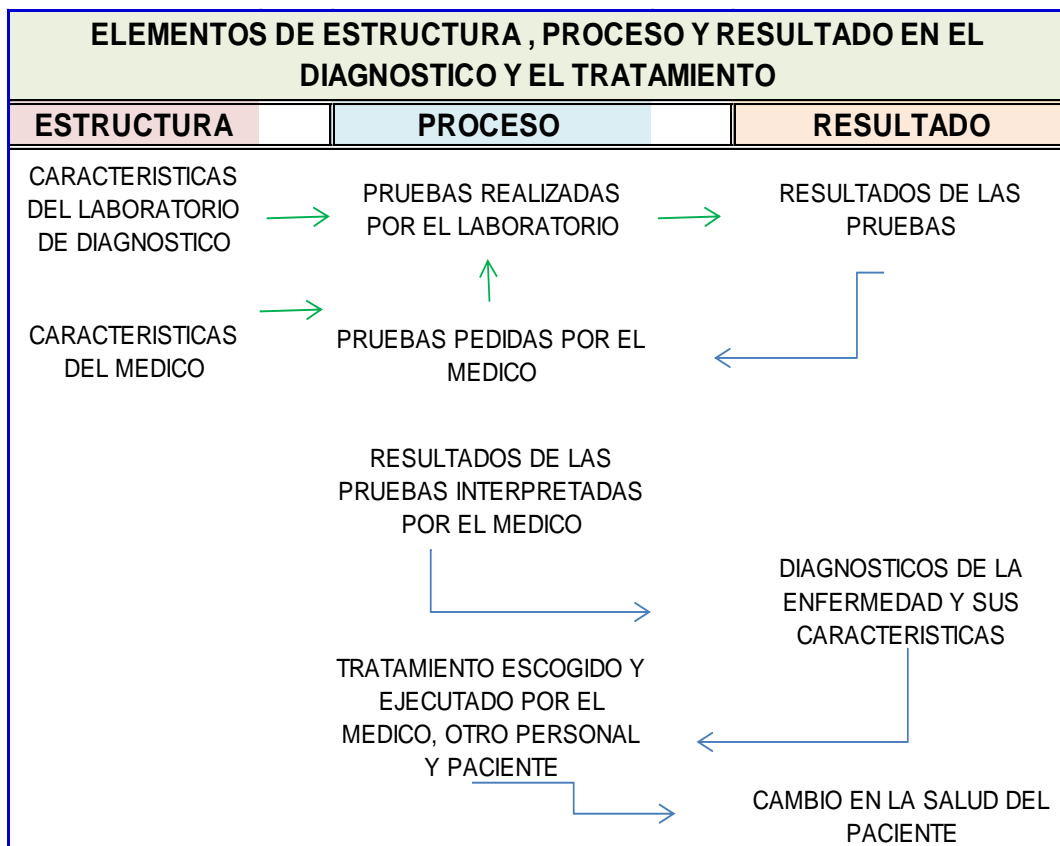 ELEMENTOS DE ESTRUCTURA , PROCESO Y RESULTADO EN EL
DIAGNOSTICO Y EL TRATAMIENTO
ESTRUCTURA
PROCESO
RESULTADO
CARACTERISTICAS
DEL LABORATORIO
DE DIAGNOSTICO
PRUEBAS REALIZADAS
POR EL LABORATORIO
RESULTADOS DE LAS
PRUEBAS
CARACTERISTICAS
DEL MEDICO
PRUEBAS PEDIDAS POR EL
MEDICO
RESULTADOS DE LAS
PRUEBAS INTERPRETADAS
POR EL MEDICO
DIAGNOSTICOS DE LA
ENFERMEDAD Y SUS
CARACTERISTICAS
TRATAMIENTO ESCOGIDO Y
EJECUTADO POR EL
MEDICO, OTRO PERSONAL
Y PACIENTE
CAMBIO EN LA SALUD DEL
PACIENTE